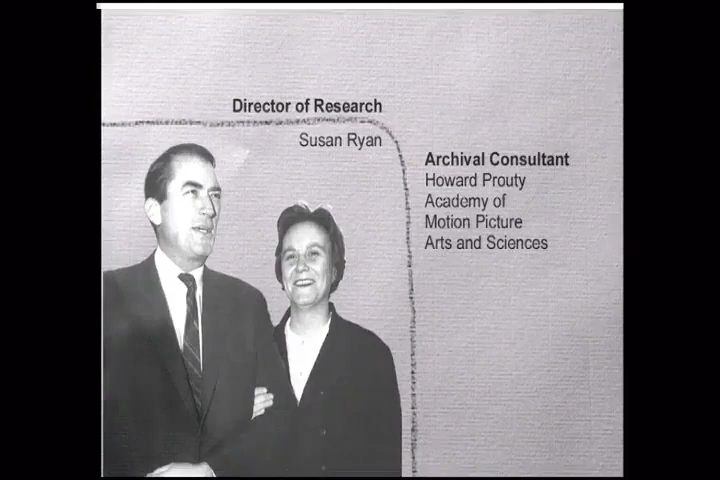 Director of Research
Susan Ryan
Archival Consultant
Howard Prouty
Academy of
Motion Picture
Arts and Sciences